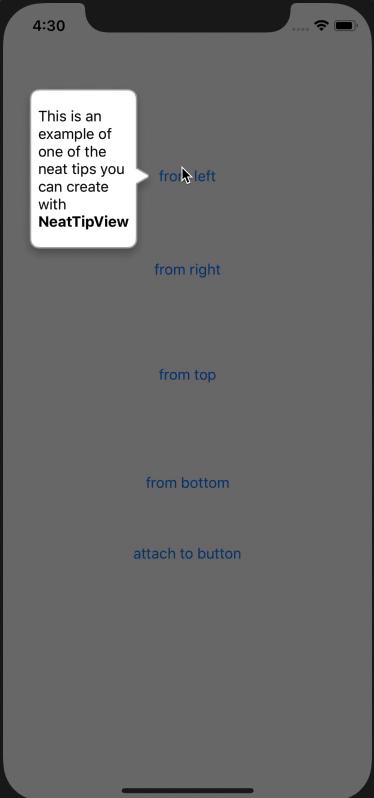 4:30
This is an
example of
one of the
neat tips you
can create
with
NeatTipView
from left
from right
from top
from bottom
attach to button